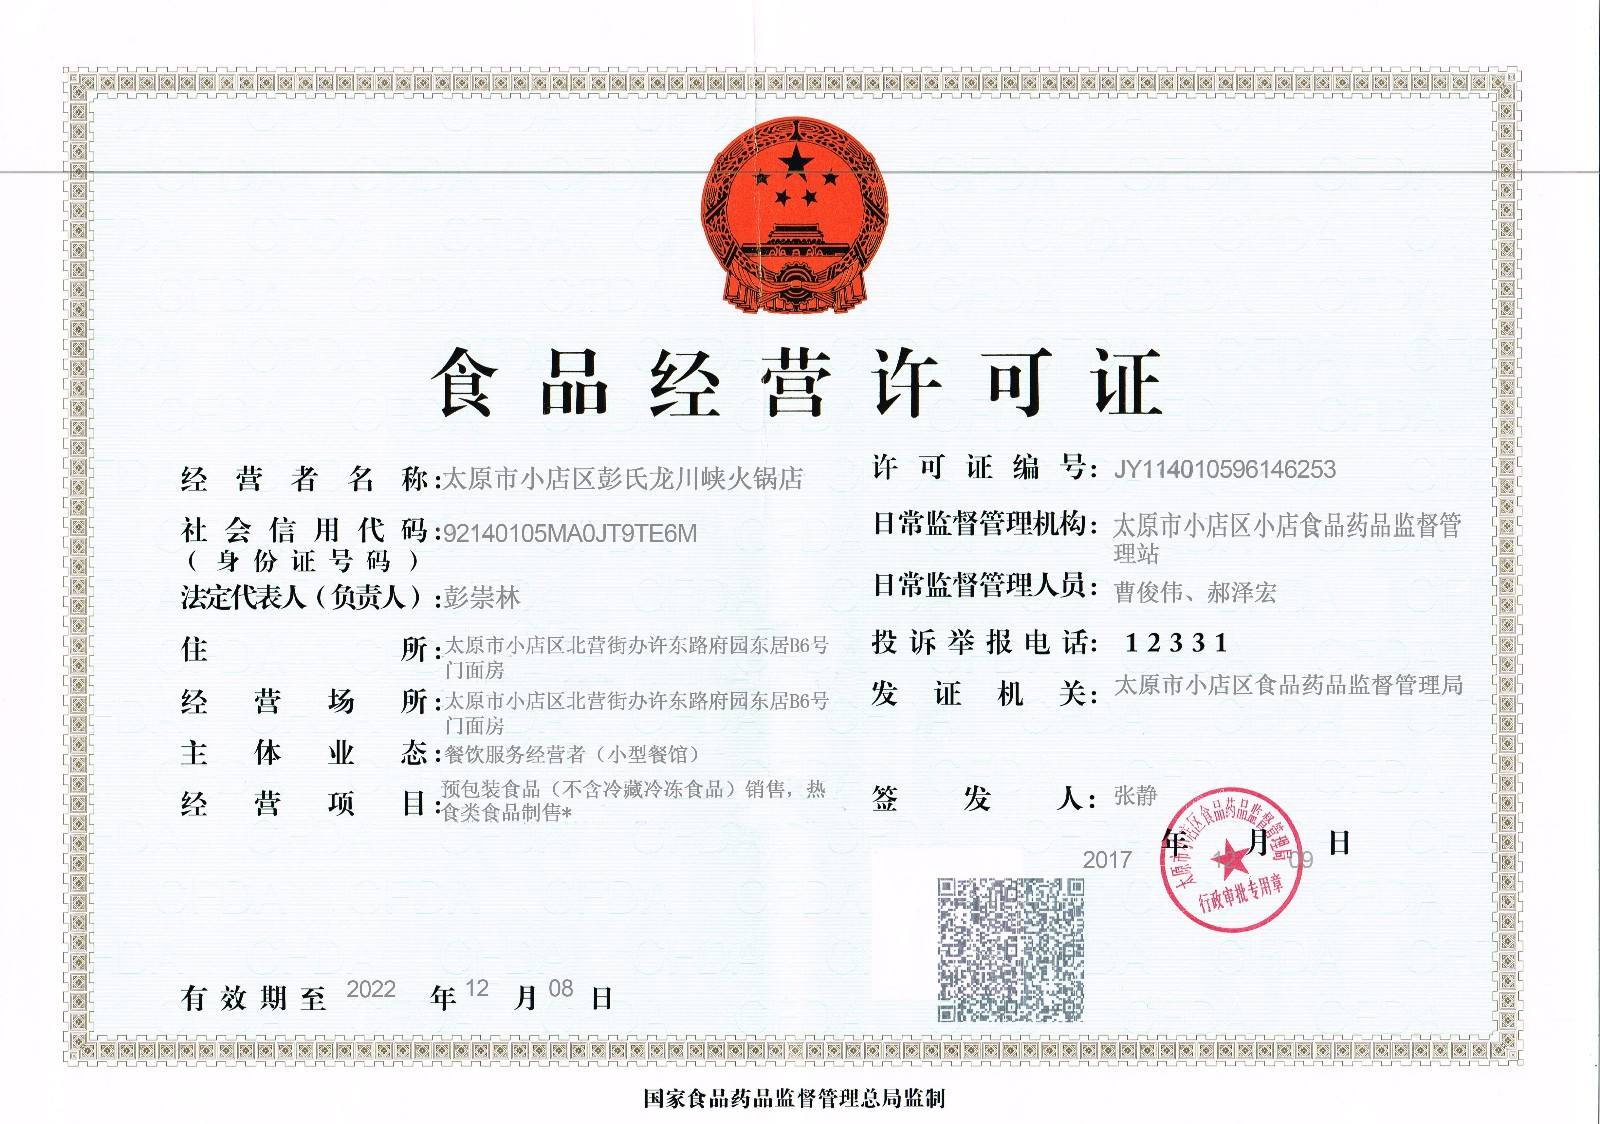 食品经营许可证
经营者名称:太原市小店区彭氏龙川峡火锅店
社会信用代码:92140105MA0JT9TE6M
(身份证号码)
法定代表人(负责人):彭崇林
住所:太原市小店区北营街办许东路府园东居B6号
门面房
经营场所:太原市小店区北营街办许东路府园东居B6号
门面房
主体业态:餐饮服务经营者（小型餐馆）
经营项目:预包装食品（不含冷藏冷冻食品）销售，热
食类食品制售*
有效期至 2022 年 12 月 08 日
许可证编号: JY114010596146253
日常监督管理机构: 太原市小店区小店食品药品监督管
理站
日常监督管理人员: 曹俊伟、郝泽宏
投诉举报电话: 12331
发证机关: 太原市小店区食品药品监督管理局
签发人: 张静
2017 年 12 月 09 日
太原市小店区食品药品监督管理局
行政审批专用章
国家食品药品监督管理总局监制